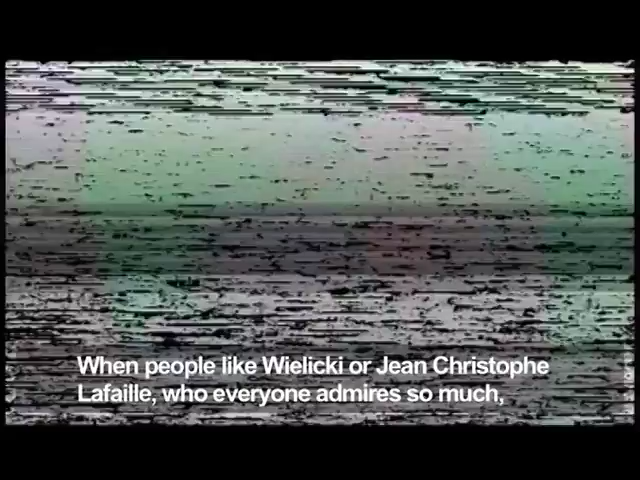 When people like Wielicki or Jean Christophe
Lafaille, who everyone admires so much,